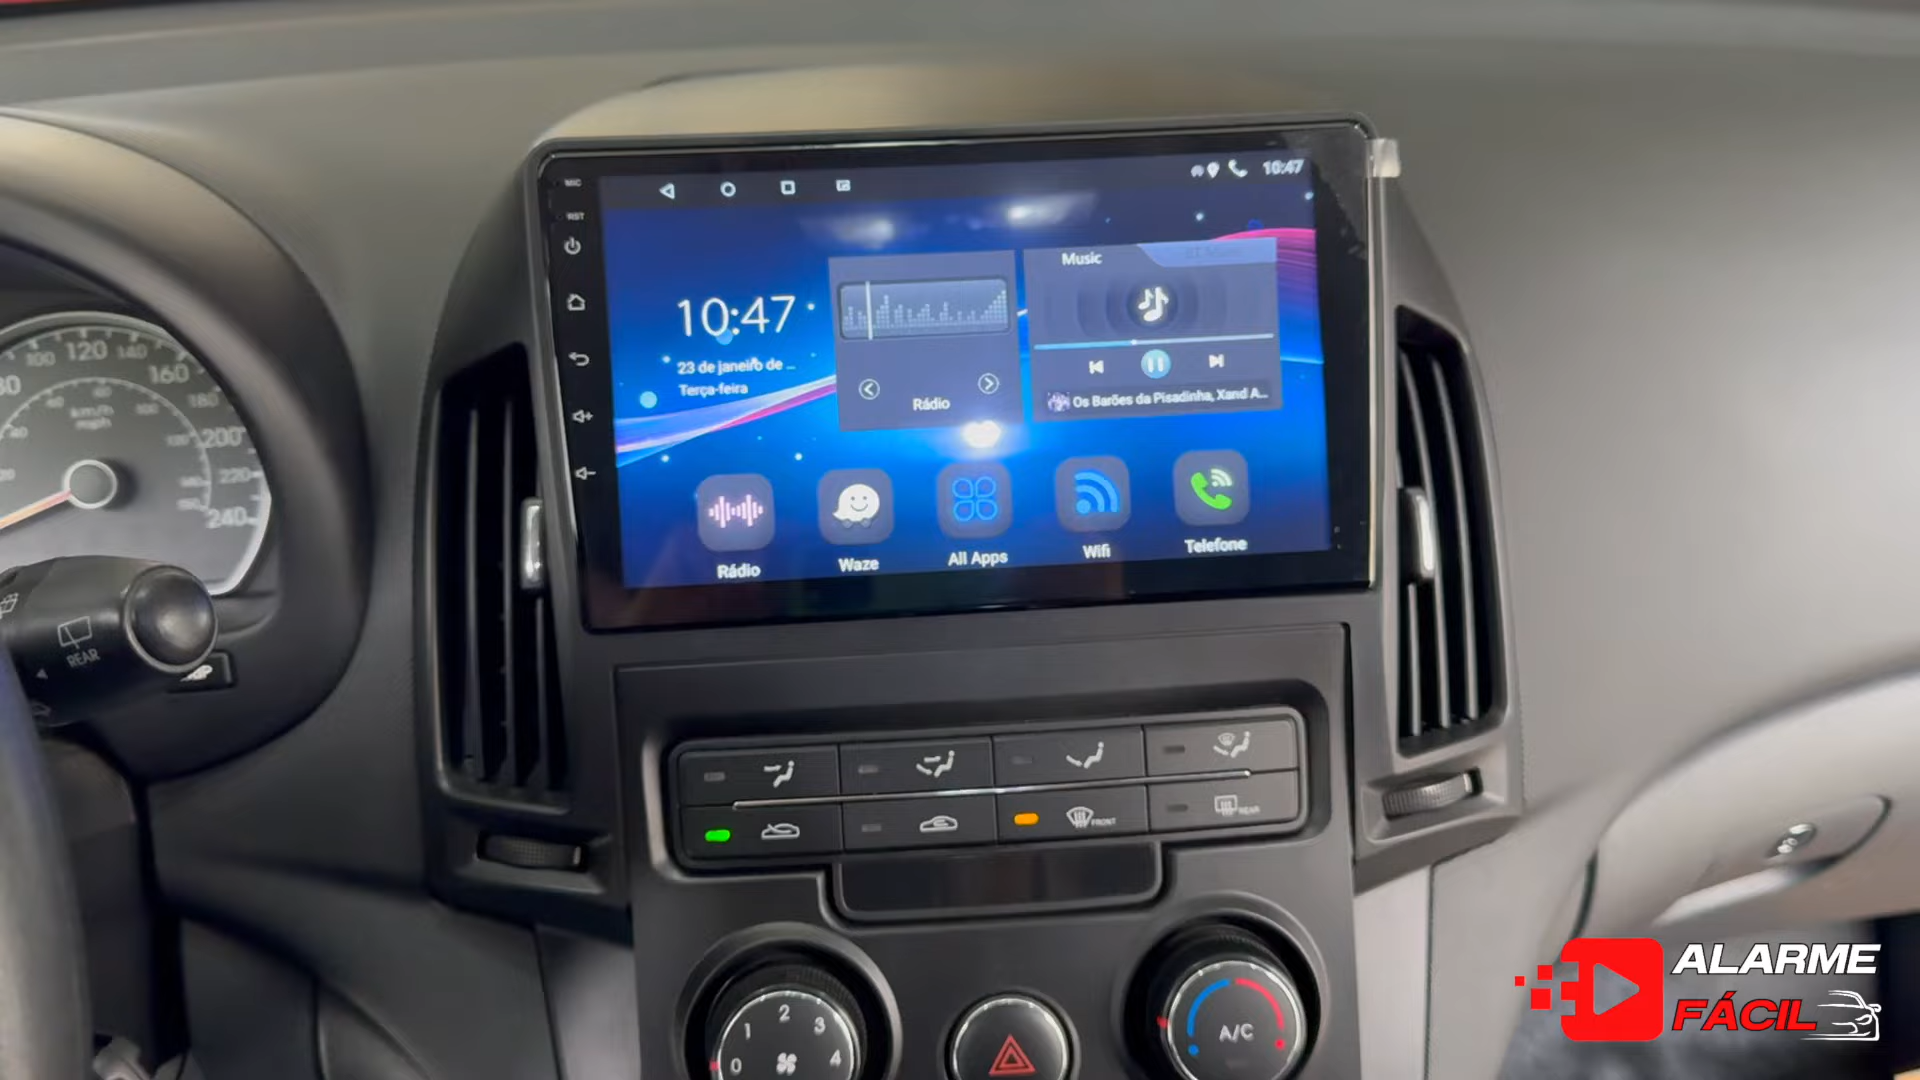 MIC
RST
10:47
10:47
23 de janeiro de ...
Terça-feira
Rádio
Music
Os Barões da Pisadinha, Xand A...
Rádio
Waze
All Apps
Wifi
Telefone
80
100
120
140
160
180
200
220
240
km/h
mph
REAR
FRONT
REAR
0
1
2
3
4
A/C
ALARME
FÁCIL